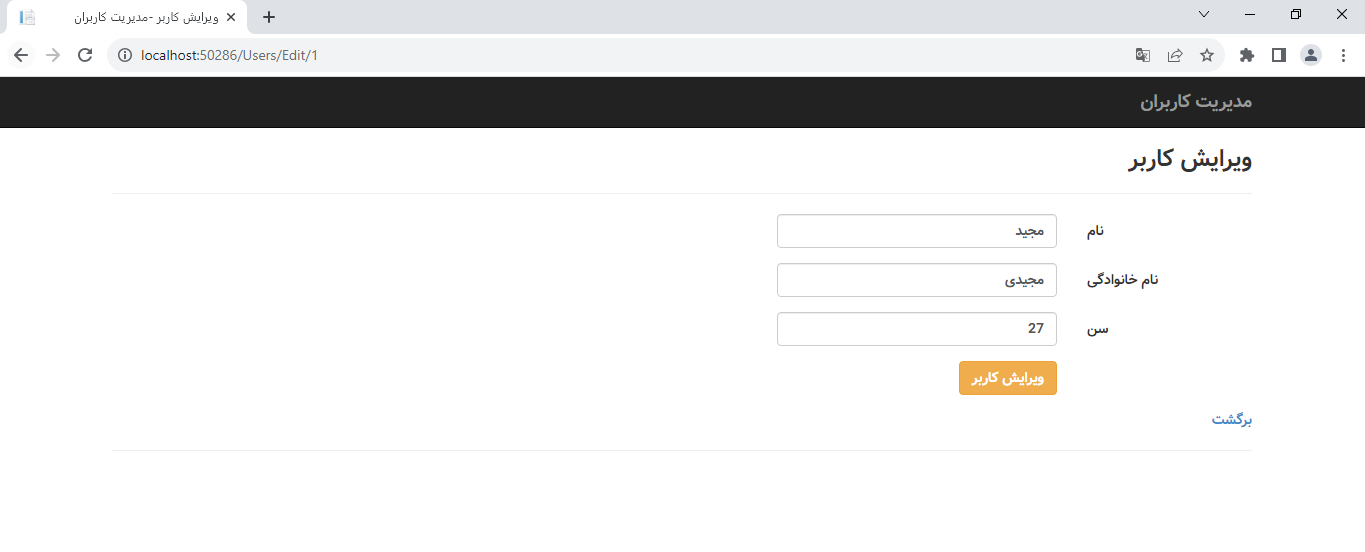 ویرایش کاربر -مدیریت کاربران
localhost:50286/Users/Edit/1
مدیریت کاربران
ویرایش کاربر
نام مجید
نام خانوادگی مجیدی
سن 27
ویرایش کاربر
برگشت